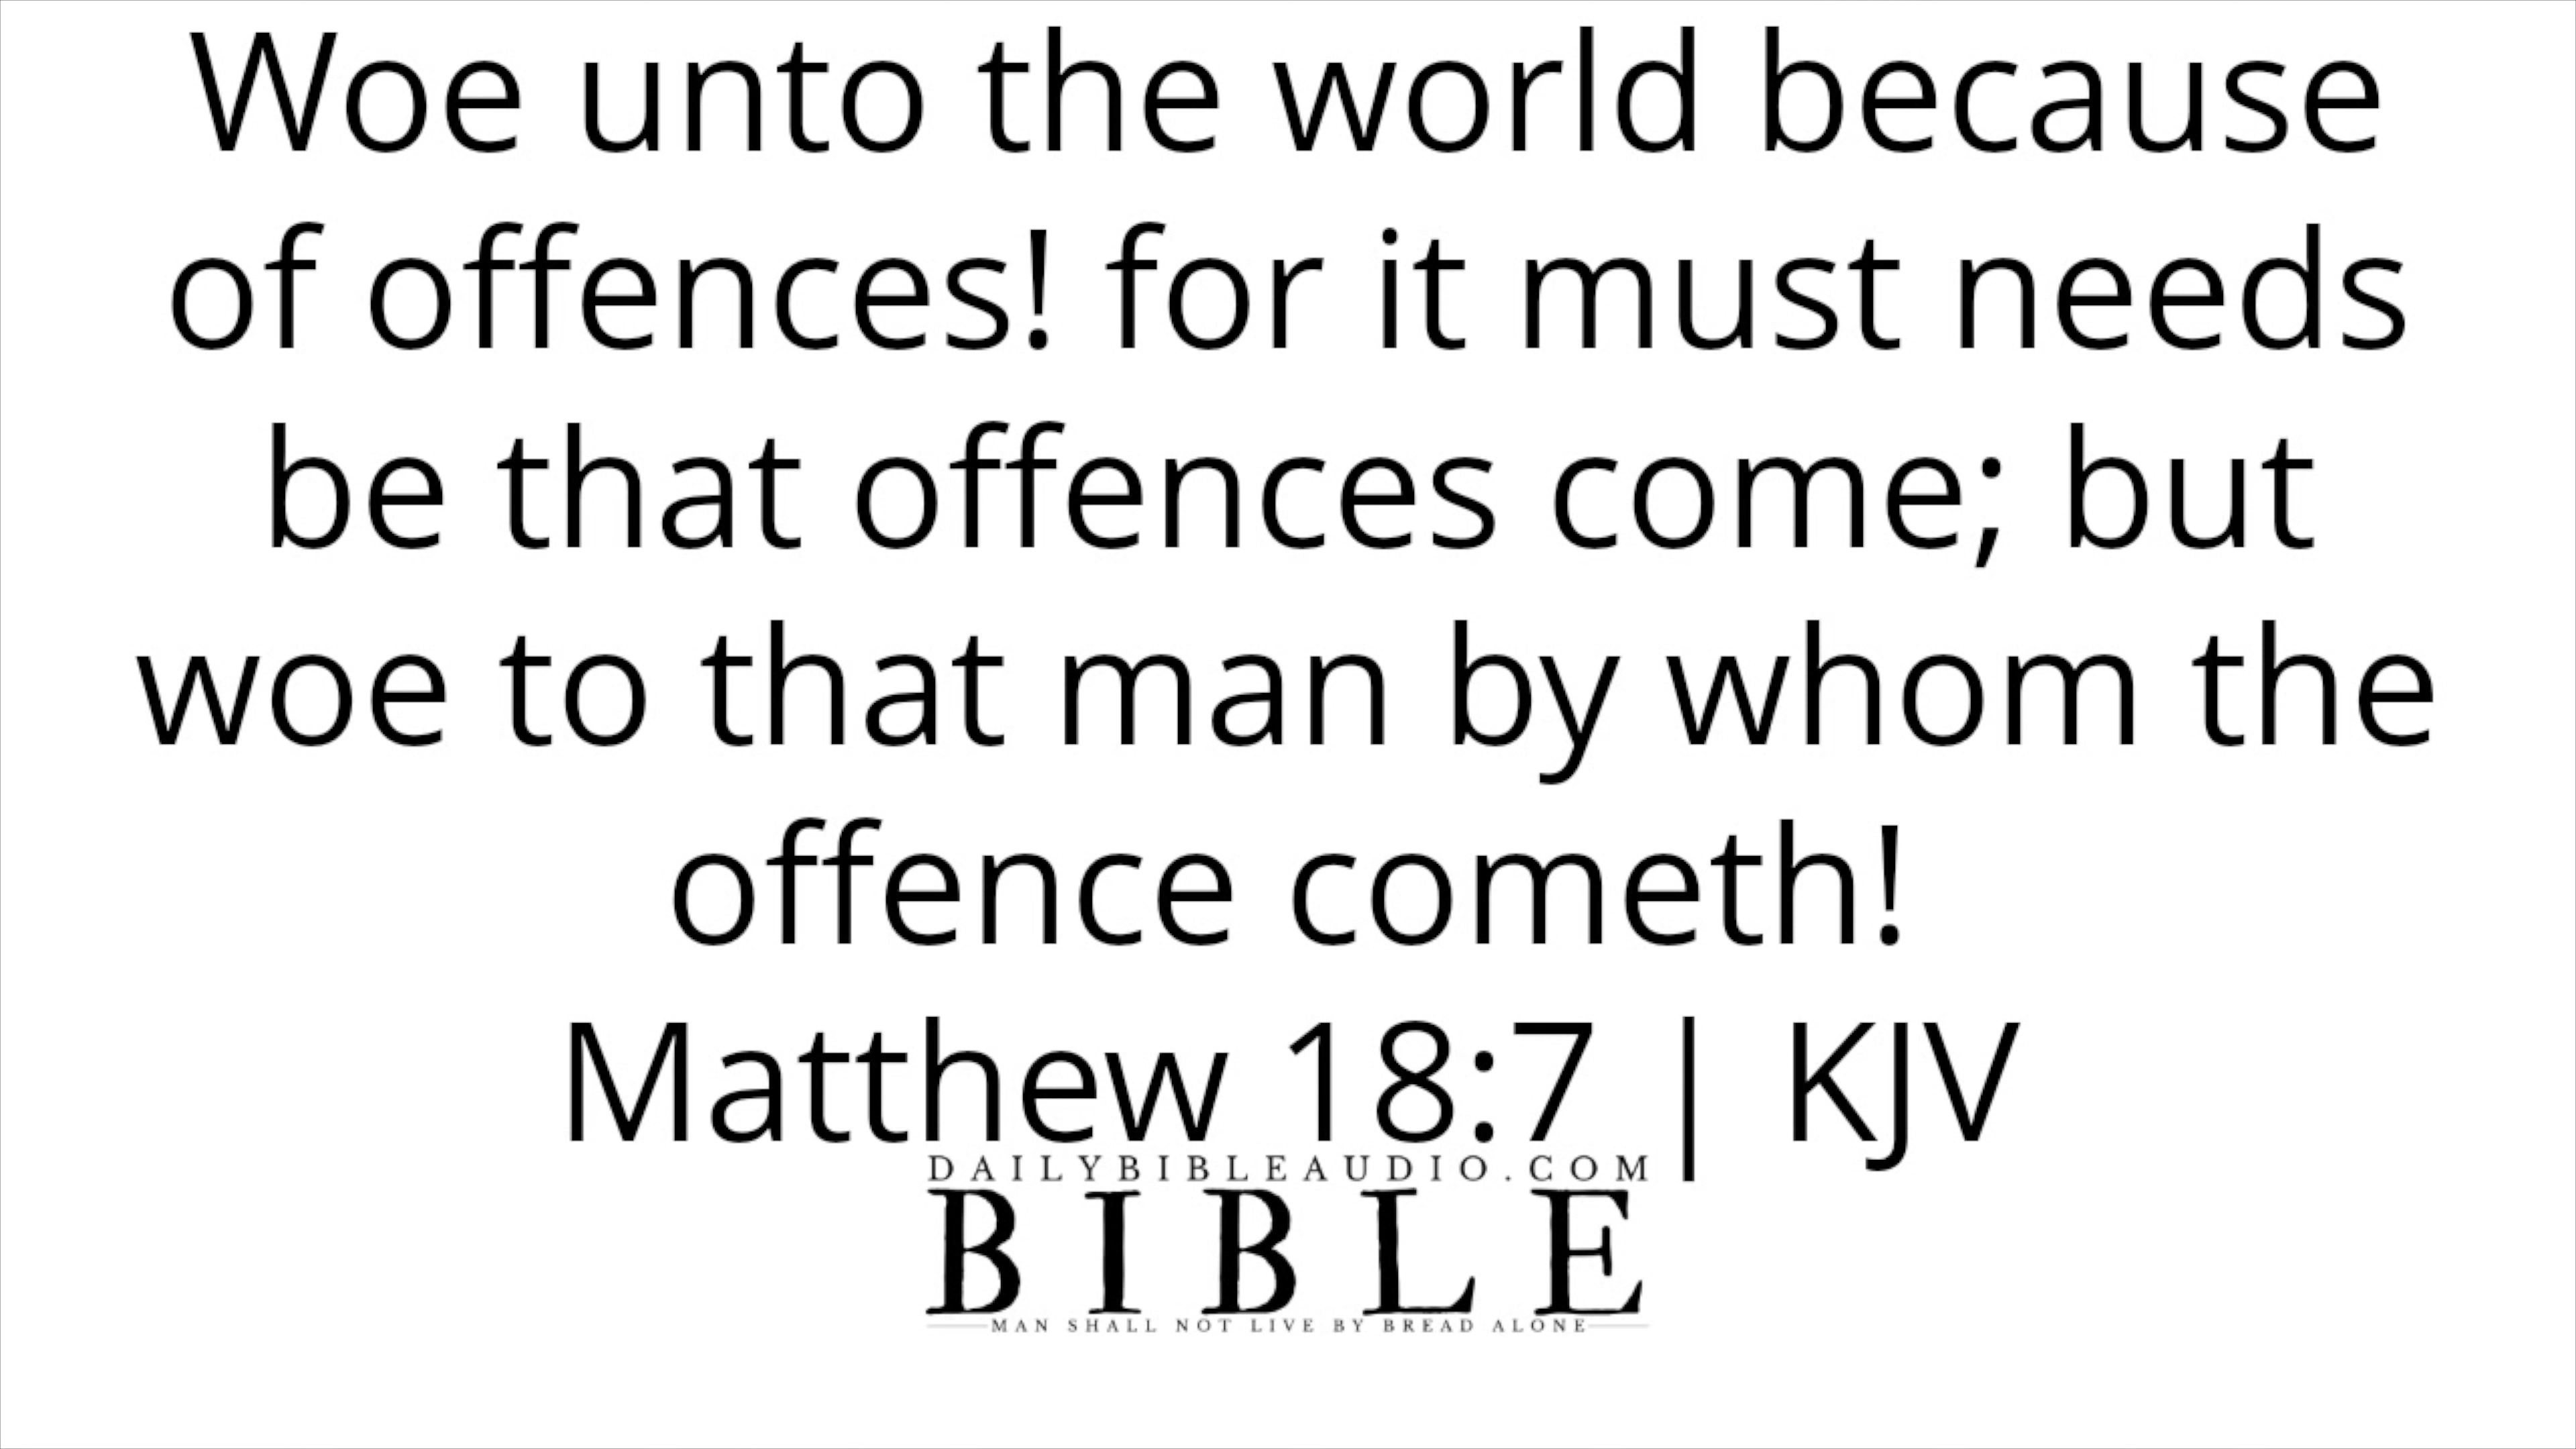 Woe unto the world because
of offences! for it must needs
be that offences come; but
woe to that man by whom the
offence cometh!
Matthew 18:7 | KJV
DAILYBIBLEAUDIO.COM
BIBLE
MAN SHALL NOT LIVE BY BREAD ALONE